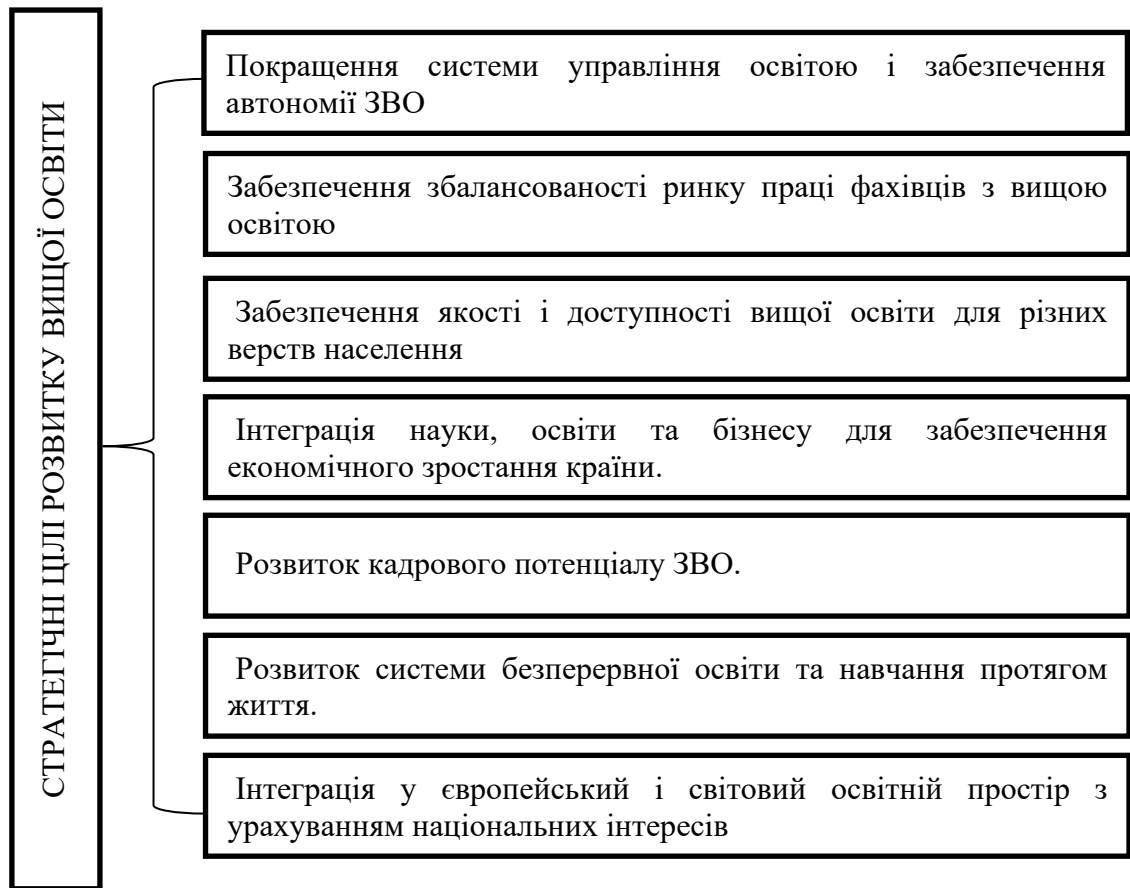 СТРАТЕГІЧНІ ЦІЛІ РОЗВИТКУ ВИЩОЇ ОСВІТИ
Покращення системи управління освітою і забезпечення
автономії ЗВО
Забезпечення збалансованості ринку праці фахівців з вищою
освітою
Забезпечення якості і доступності вищої освіти для різних
верств населення
Інтеграція науки, освіти та бізнесу для забезпечення
економічного зростання країни.
Розвиток кадрового потенціалу ЗВО.
Розвиток системи безперервної освіти та навчання протягом
життя.
Інтеграція у європейський і світовий освітній простір з
урахуванням національних інтересів